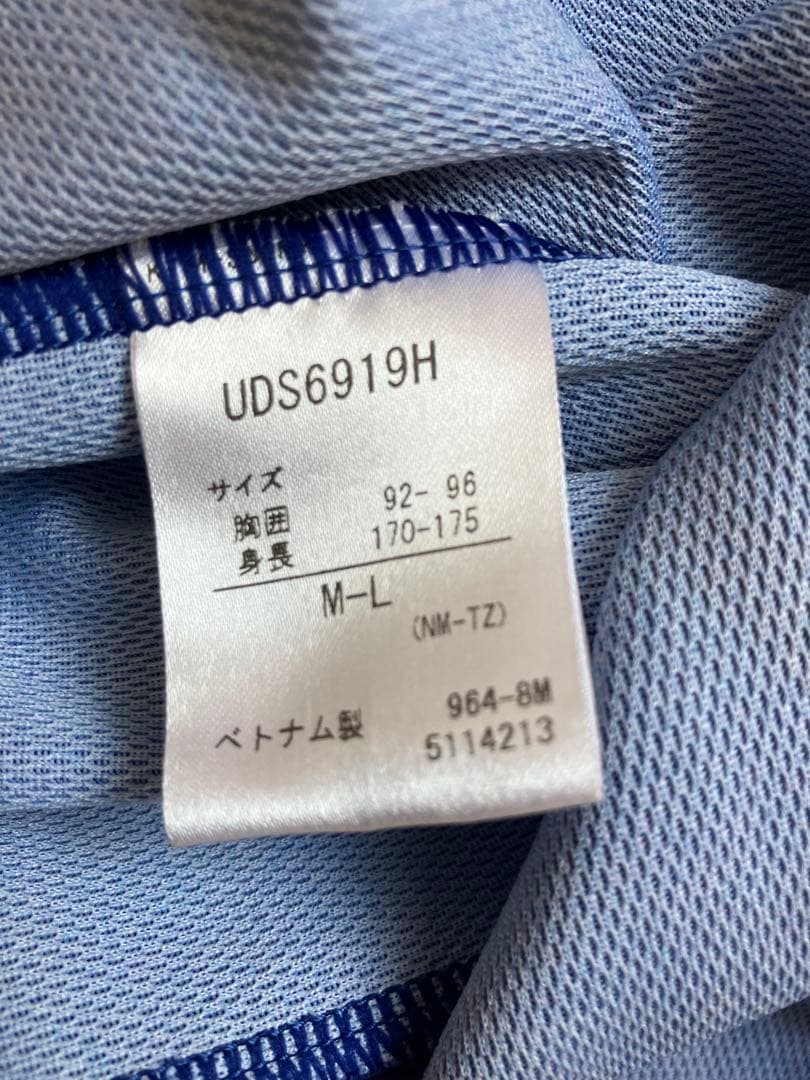 UDS6919H
サイズ
胸囲 92- 96
身長 170-175
M-L
(NM-TZ)
964-8M
ベトナム製 5114213